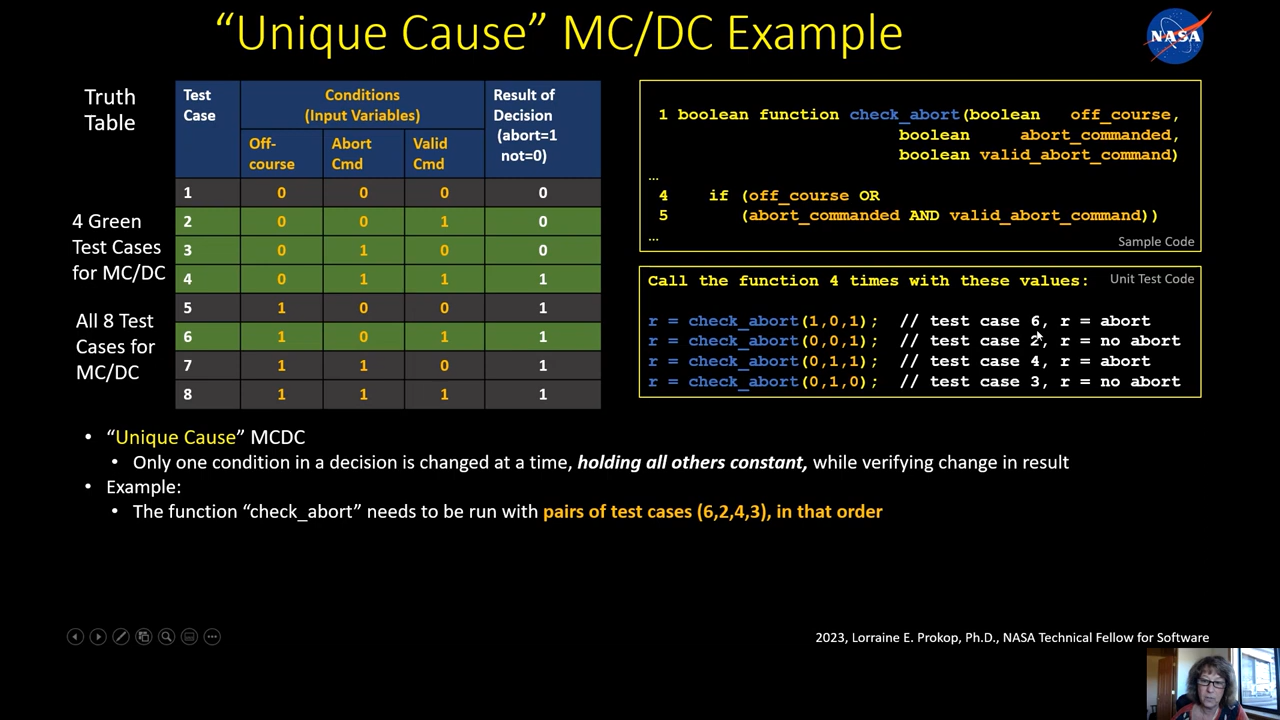 “Unique Cause” MC/DC Example
NASA
Truth
Table
4 Green
Test Cases
for MC/DC
All 8 Test
Cases for
MC/DC
Test
Case
Conditions
(Input Variables)
Result of
Decision
(abort=1
not=0)
Off-
course
Abort
Cmd
Valid
Cmd
1 0 0 0 0
2 0 0 1 0
3 0 1 0 0
4 0 1 1 1
5 1 0 0 1
6 1 0 1 1
7 1 1 0 1
8 1 1 1 1
1 boolean function check_abort(boolean off_course,
boolean abort_commanded,
boolean valid_abort_command)
…
4 if (off_course OR
5 (abort_commanded AND valid_abort_command))
…
Sample Code
Call the function 4 times with these values:
Unit Test Code
r = check_abort(1,0,1); // test case 6, r = abort
r = check_abort(0,0,1); // test case 2, r = no abort
r = check_abort(0,1,1); // test case 4, r = abort
r = check_abort(0,1,0); // test case 3, r = no abort
• “Unique Cause” MCDC
• Only one condition in a decision is changed at a time, holding all others constant, while verifying change in result
• Example:
• The function “check_abort” needs to be run with pairs of test cases (6,2,4,3), in that order
2023, Lorraine E. Prokop, Ph.D., NASA Technical Fellow for Software